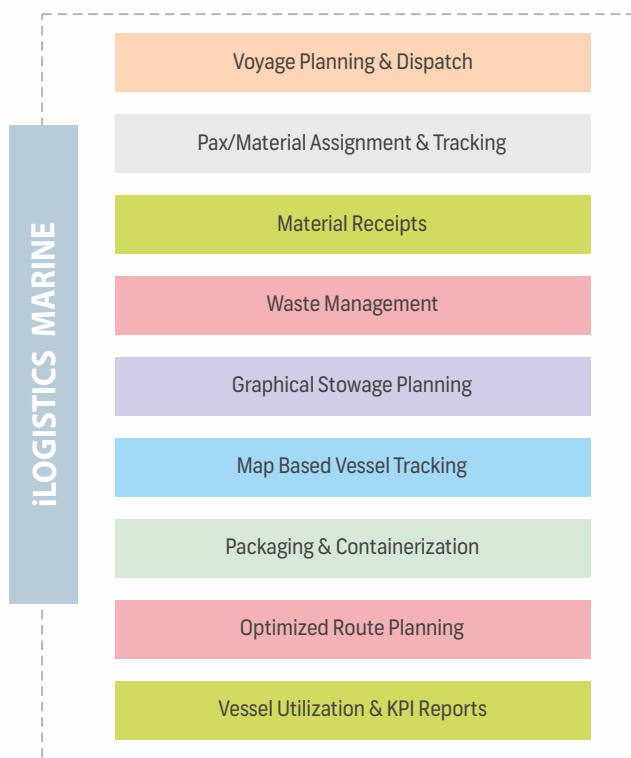 iLOGISTICS MARINE
Voyage Planning & Dispatch
Pax/Material Assignment & Tracking
Material Receipts
Waste Management
Graphical Stowage Planning
Map Based Vessel Tracking
Packaging & Containerization
Optimized Route Planning
Vessel Utilization & KPI Reports